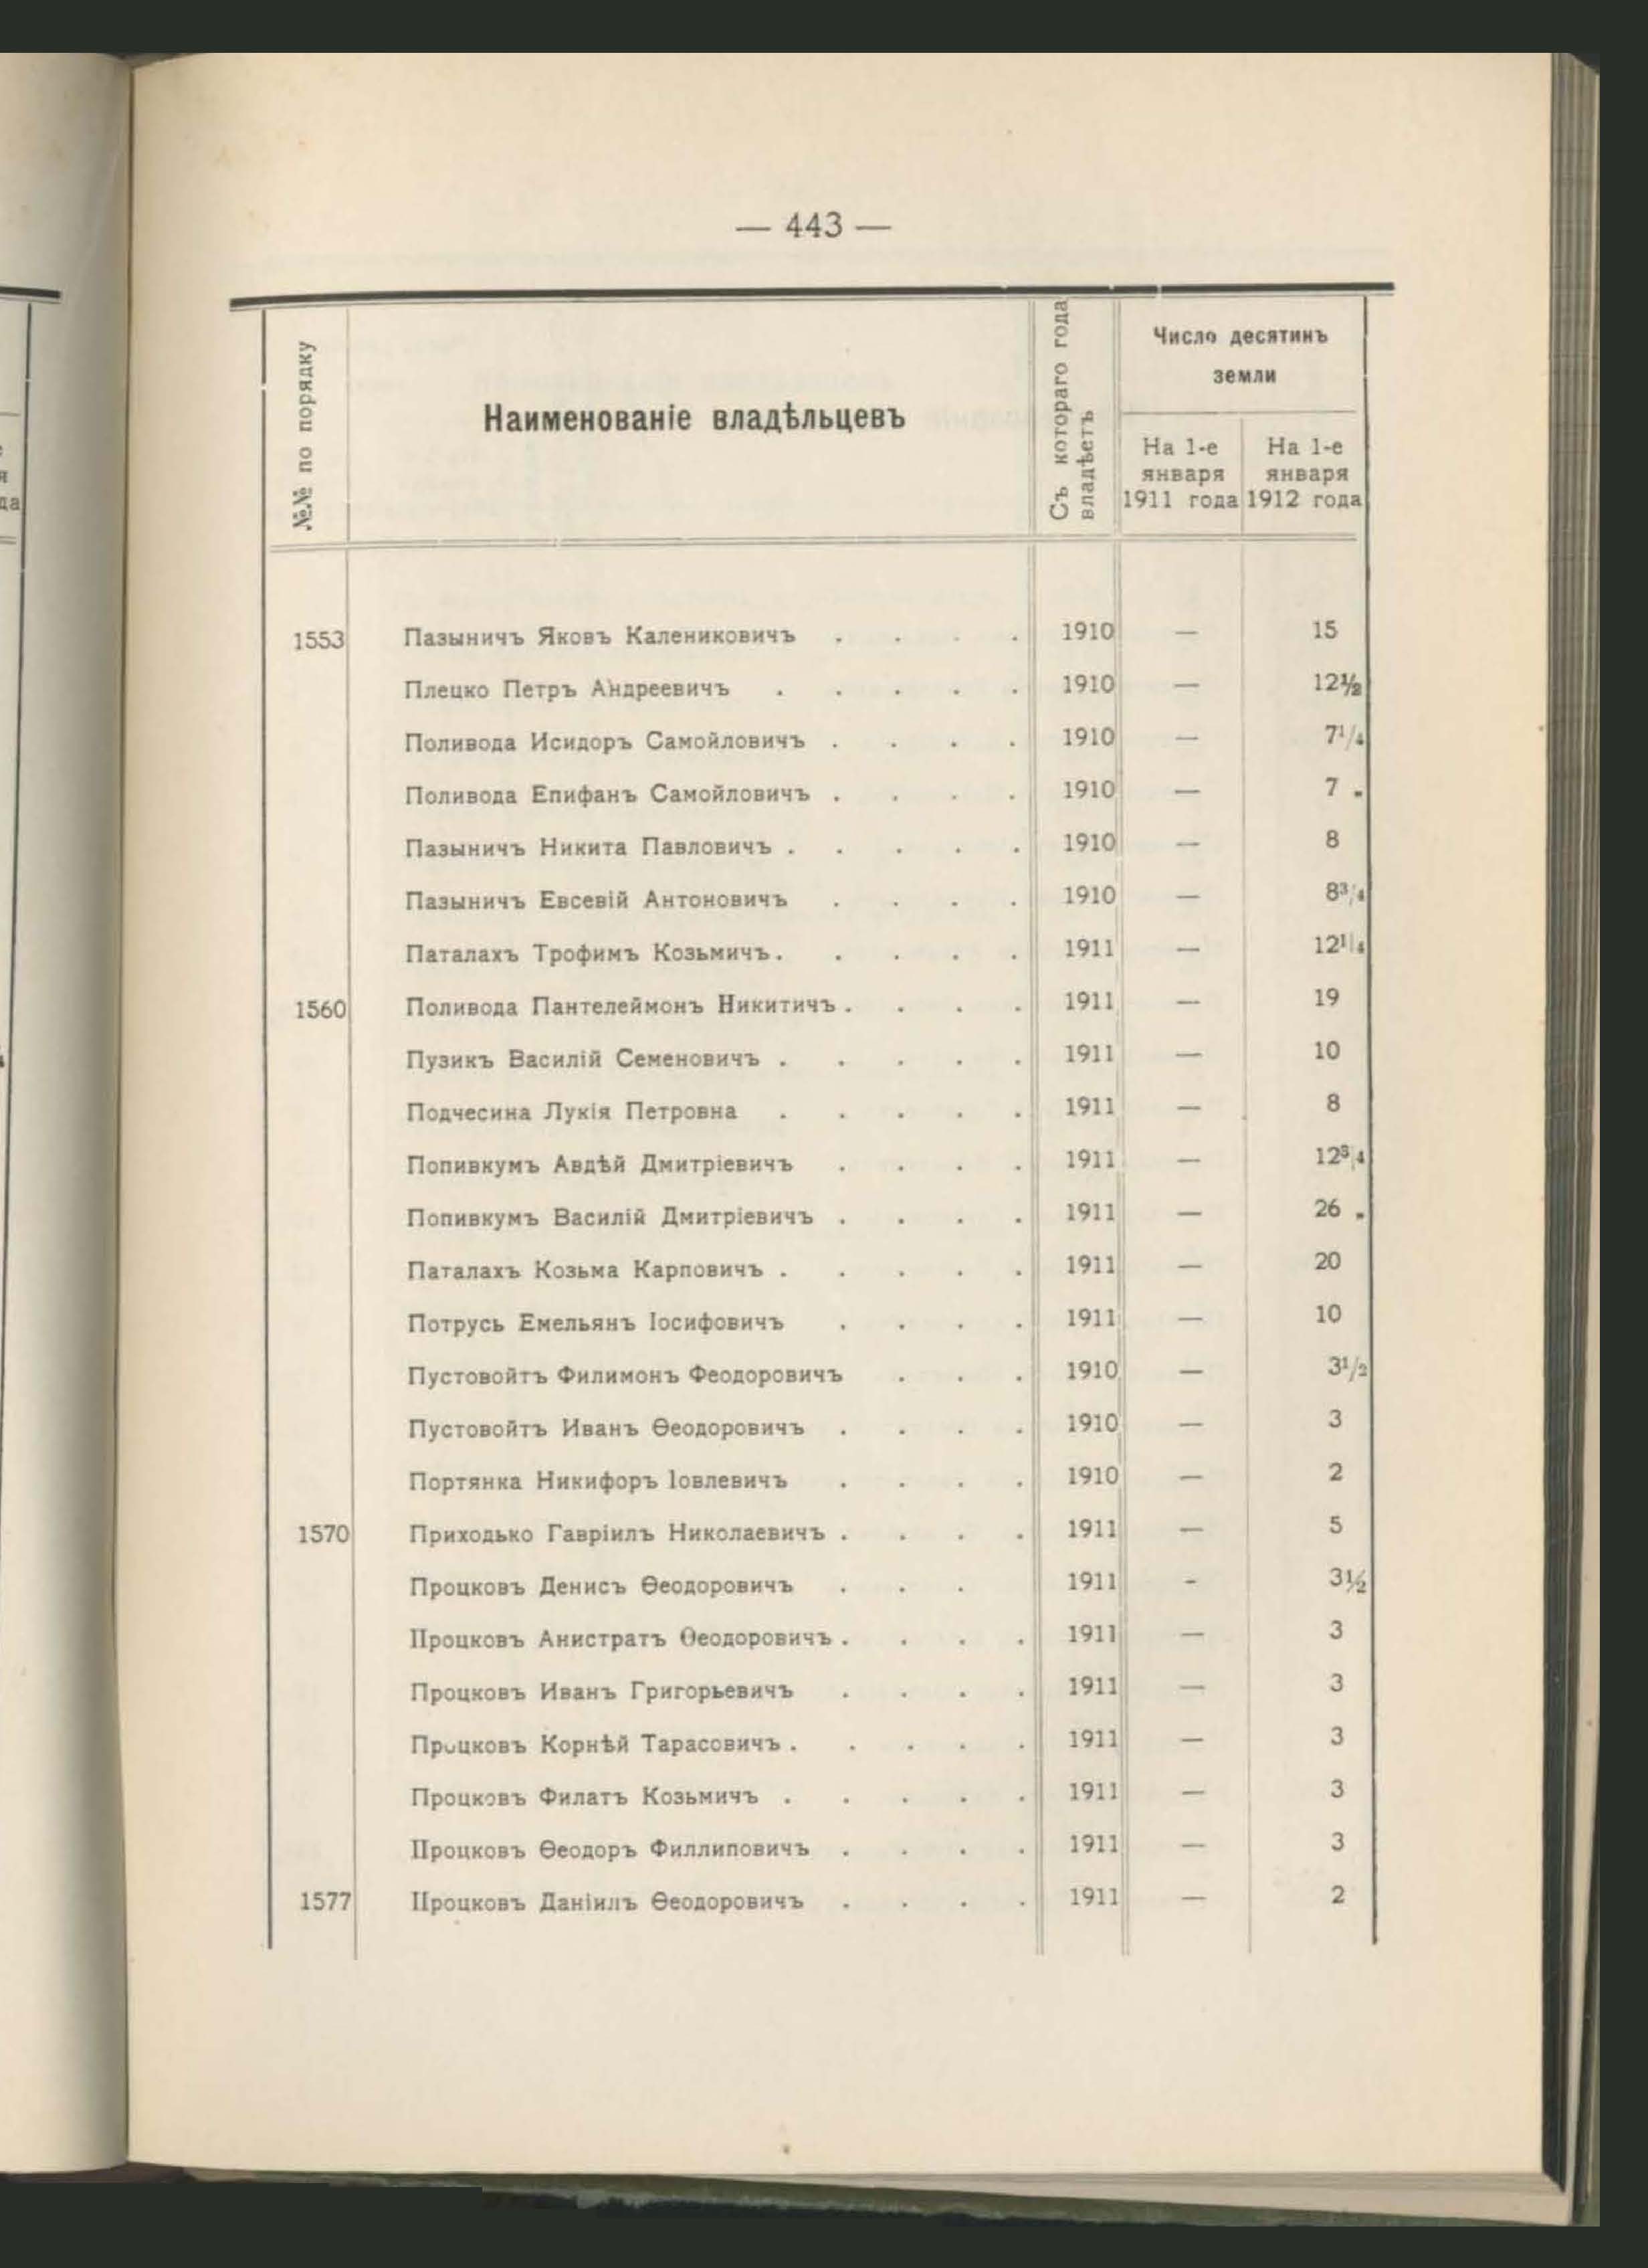 — 443 —
№№ по порядку
Наименованіе владѣльцевъ
Съ котораго года
владѣетъ
Число десятинъ
земли
На 1-е
января
1911 года
На 1-е
января
1912 года
1553 Пазыничъ Яковъ Калениковичъ . . . . 1910 — 15
Плецко Петръ Андреевичъ . . . . . 1910 — 12½
Поливода Исидоръ Самойловичъ . . . . 1910 — 7¹/₄
Поливода Епифанъ Самойловичъ . . . . 1910 — 7 .
Пазыничъ Никита Павловичъ . . . . . 1910 — 8
Пазыничъ Евсевій Антоновичъ . . . . 1910 — 8³/₄
Паталахъ Трофимъ Козьмичъ . . . . . 1911 — 12¹/₄
1560 Поливода Пантелеймонъ Никитичъ . . . . 1911 — 19
Пузикъ Василій Семеновичъ . . . . . 1911 — 10
Подчесина Лукія Петровна . . . . . 1911 — 8
Попивкумъ Авдѣй Дмитріевичъ . . . . 1911 — 12³/₄
Попивкумъ Василій Дмитріевичъ . . . . 1911 — 26 .
Паталахъ Козьма Карповичъ . . . . . 1911 — 20
Потрусь Емельянъ Іосифовичъ . . . . 1911 — 10
Пустовойтъ Филимонъ Феодоровичъ . . . 1910 — 3¹/₂
Пустовойтъ Иванъ Ѳеодоровичъ . . . . 1910 — 3
Портянка Никифоръ Іовлевичъ . . . . 1910 — 2
1570 Приходько Гавріилъ Николаевичъ . . . . 1911 — 5
Процковъ Денисъ Ѳеодоровичъ . . . 1911 - 3½
Процковъ Анистратъ Ѳеодоровичъ . . . . 1911 — 3
Процковъ Иванъ Григорьевичъ . . . . 1911 — 3
Процковъ Корнѣй Тарасовичъ . . . . . 1911 — 3
Процковъ Филатъ Козьмичъ . . . . . 1911 — 3
Процковъ Ѳеодоръ Филлиповичъ . . . . 1911 — 3
1577 Процковъ Даніилъ Ѳеодоровичъ . . . . 1911 — 2